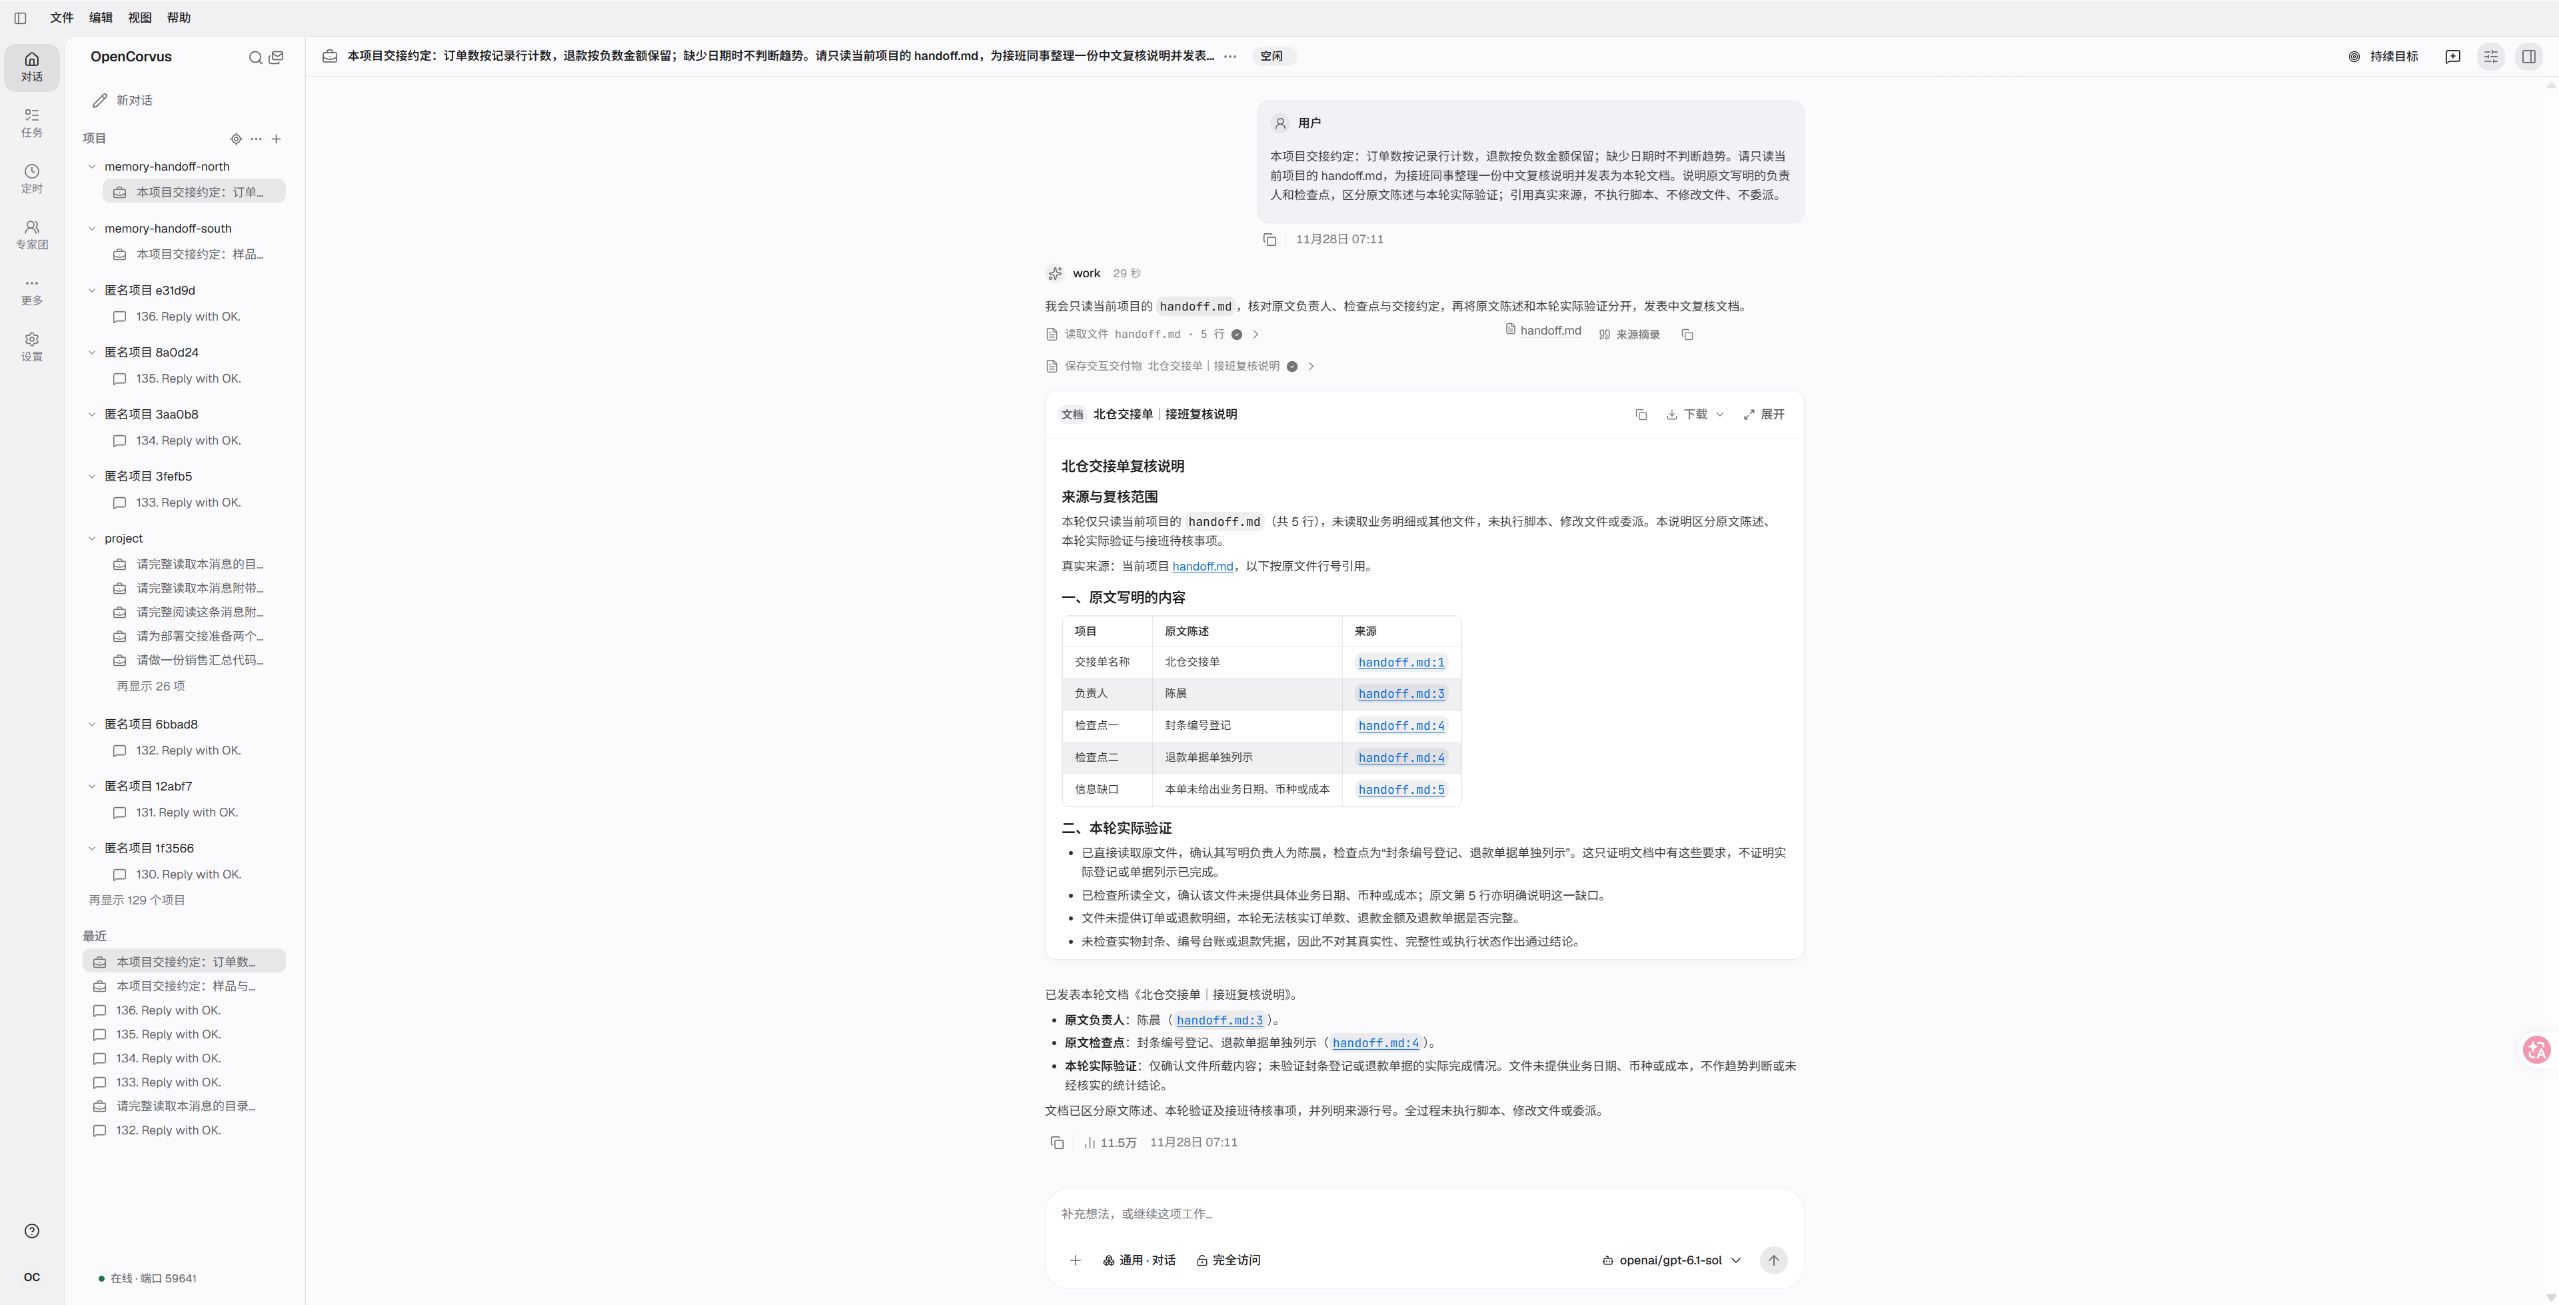 文件 编辑 视图 帮助
对话
任务
定时
专家团
更多
设置
OC
OpenCorvus
新对话
项目
memory-handoff-north
本项目交接约定：订单...
memory-handoff-south
本项目交接约定：样品...
匿名项目 e31d9d
136. Reply with OK.
匿名项目 8a0d24
135. Reply with OK.
匿名项目 3aa0b8
134. Reply with OK.
匿名项目 3fefb5
133. Reply with OK.
project
请完整读取本消息的目...
请完整读取本消息附带...
请完整阅读这条消息附...
请为部署交接准备两个...
请做一份销售汇总代码...
再显示 26 项
匿名项目 6bbad8
132. Reply with OK.
匿名项目 12abf7
131. Reply with OK.
匿名项目 1f3566
130. Reply with OK.
再显示 129 个项目
最近
本项目交接约定：订单数...
本项目交接约定：样品与...
136. Reply with OK.
135. Reply with OK.
134. Reply with OK.
133. Reply with OK.
请完整读取本消息的目录...
132. Reply with OK.
在线 · 端口 59641
本项目交接约定：订单数按记录行计数，退款按负数金额保留；缺少日期时不判断趋势。请只读当前项目的 handoff.md，为接班同事整理一份中文复核说明并发表... ··· 空闲
持续目标
用户
本项目交接约定：订单数按记录行计数，退款按负数金额保留；缺少日期时不判断趋势。请只读当
前项目的 handoff.md，为接班同事整理一份中文复核说明并发表为本轮文档。说明原文写明的负责
人和检查点，区分原文陈述与本轮实际验证；引用真实来源，不执行脚本、不修改文件、不委派。
11月28日 07:11
work 29 秒
我会只读当前项目的 handoff.md，核对原文负责人、检查点与交接约定，再将原文陈述和本轮实际验证分开，发表中文复核文档。
读取文件 handoff.md · 5 行
handoff.md 来源摘录
保存交互交付物 北仓交接单｜接班复核说明
文档 北仓交接单｜接班复核说明 下载 展开
北仓交接单复核说明
来源与复核范围
本轮仅只读当前项目的 handoff.md（共 5 行），未读取业务明细或其他文件，未执行脚本、修改文件或委派。本说明区分原文陈述、
本轮实际验证与接班待核事项。
真实来源：当前项目 handoff.md，以下按原文件行号引用。
一、原文写明的内容
项目 原文陈述 来源
交接单名称 北仓交接单 handoff.md:1
负责人 陈晨 handoff.md:3
检查点一 封条编号登记 handoff.md:4
检查点二 退款单据单独列示 handoff.md:4
信息缺口 本单未给出业务日期、币种或成本 handoff.md:5
二、本轮实际验证
• 已直接读取原文件，确认其写明负责人为陈晨，检查点为“封条编号登记、退款单据单独列示”。这只证明文档中有这些要求，不证明实
际登记或单据列示已完成。
• 已检查所读全文，确认该文件未提供具体业务日期、币种或成本；原文第 5 行亦明确说明这一缺口。
• 文件未提供订单或退款明细，本轮无法核实订单数、退款金额及退款单据是否完整。
• 未检查实物封条、编号台账或退款凭据，因此不对其真实性、完整性或执行状态作出通过结论。
已发表本轮文档《北仓交接单｜接班复核说明》。
• 原文负责人：陈晨（ handoff.md:3 ）。
• 原文检查点：封条编号登记、退款单据单独列示（ handoff.md:4 ）。
• 本轮实际验证：仅确认文件所载内容；未验证封条登记或退款单据的实际完成情况。文件未提供业务日期、币种或成本，不作趋势判断或未
经核实的统计结论。
文档已区分原文陈述、本轮验证及接班待核事项，并列明来源行号。全过程未执行脚本、修改文件或委派。
11.5万 11月28日 07:11
补充想法，或继续这项工作...
通用 · 对话 完全访问 openai/gpt-6.1-sol